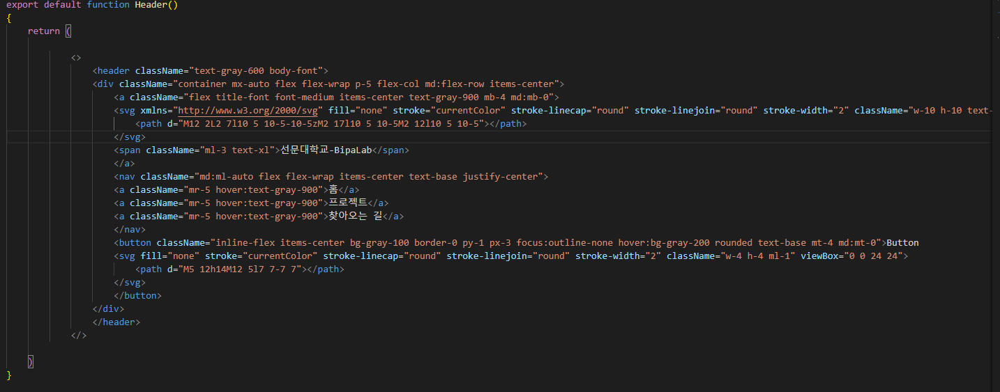 export default function Header()
{
return (
<>
<header className="text-gray-600 body-font">
<div className="container mx-auto flex flex-wrap p-5 flex-col md:flex-row items-center">
<a className="flex title-font font-medium items-center text-gray-900 mb-4 md:mb-0">
<svg xmlns="http://www.w3.org/2000/svg" fill="none" stroke="currentColor" stroke-linecap="round" stroke-linejoin="round" stroke-width="2" className="w-10 h-10 text-
<path d="M12 2L2 7l10 5 10-5-10-5zM2 17l10 5 10-5M2 12l10 5 10-5"></path>
</svg>
<span className="ml-3 text-xl">선문대학교-BipaLab</span>
</a>
<nav className="md:ml-auto flex flex-wrap items-center text-base justify-center">
<a className="mr-5 hover:text-gray-900">홈</a>
<a className="mr-5 hover:text-gray-900">프로젝트</a>
<a className="mr-5 hover:text-gray-900">찾아오는 길</a>
</nav>
<button className="inline-flex items-center bg-gray-100 border-0 py-1 px-3 focus:outline-none hover:bg-gray-200 rounded text-base mt-4 md:mt-0">Button
<svg fill="none" stroke="currentColor" stroke-linecap="round" stroke-linejoin="round" stroke-width="2" className="w-4 h-4 ml-1" viewBox="0 0 24 24">
<path d="M5 12h14M12 5l7 7-7 7"></path>
</svg>
</button>
</div>
</header>
</>
)
}